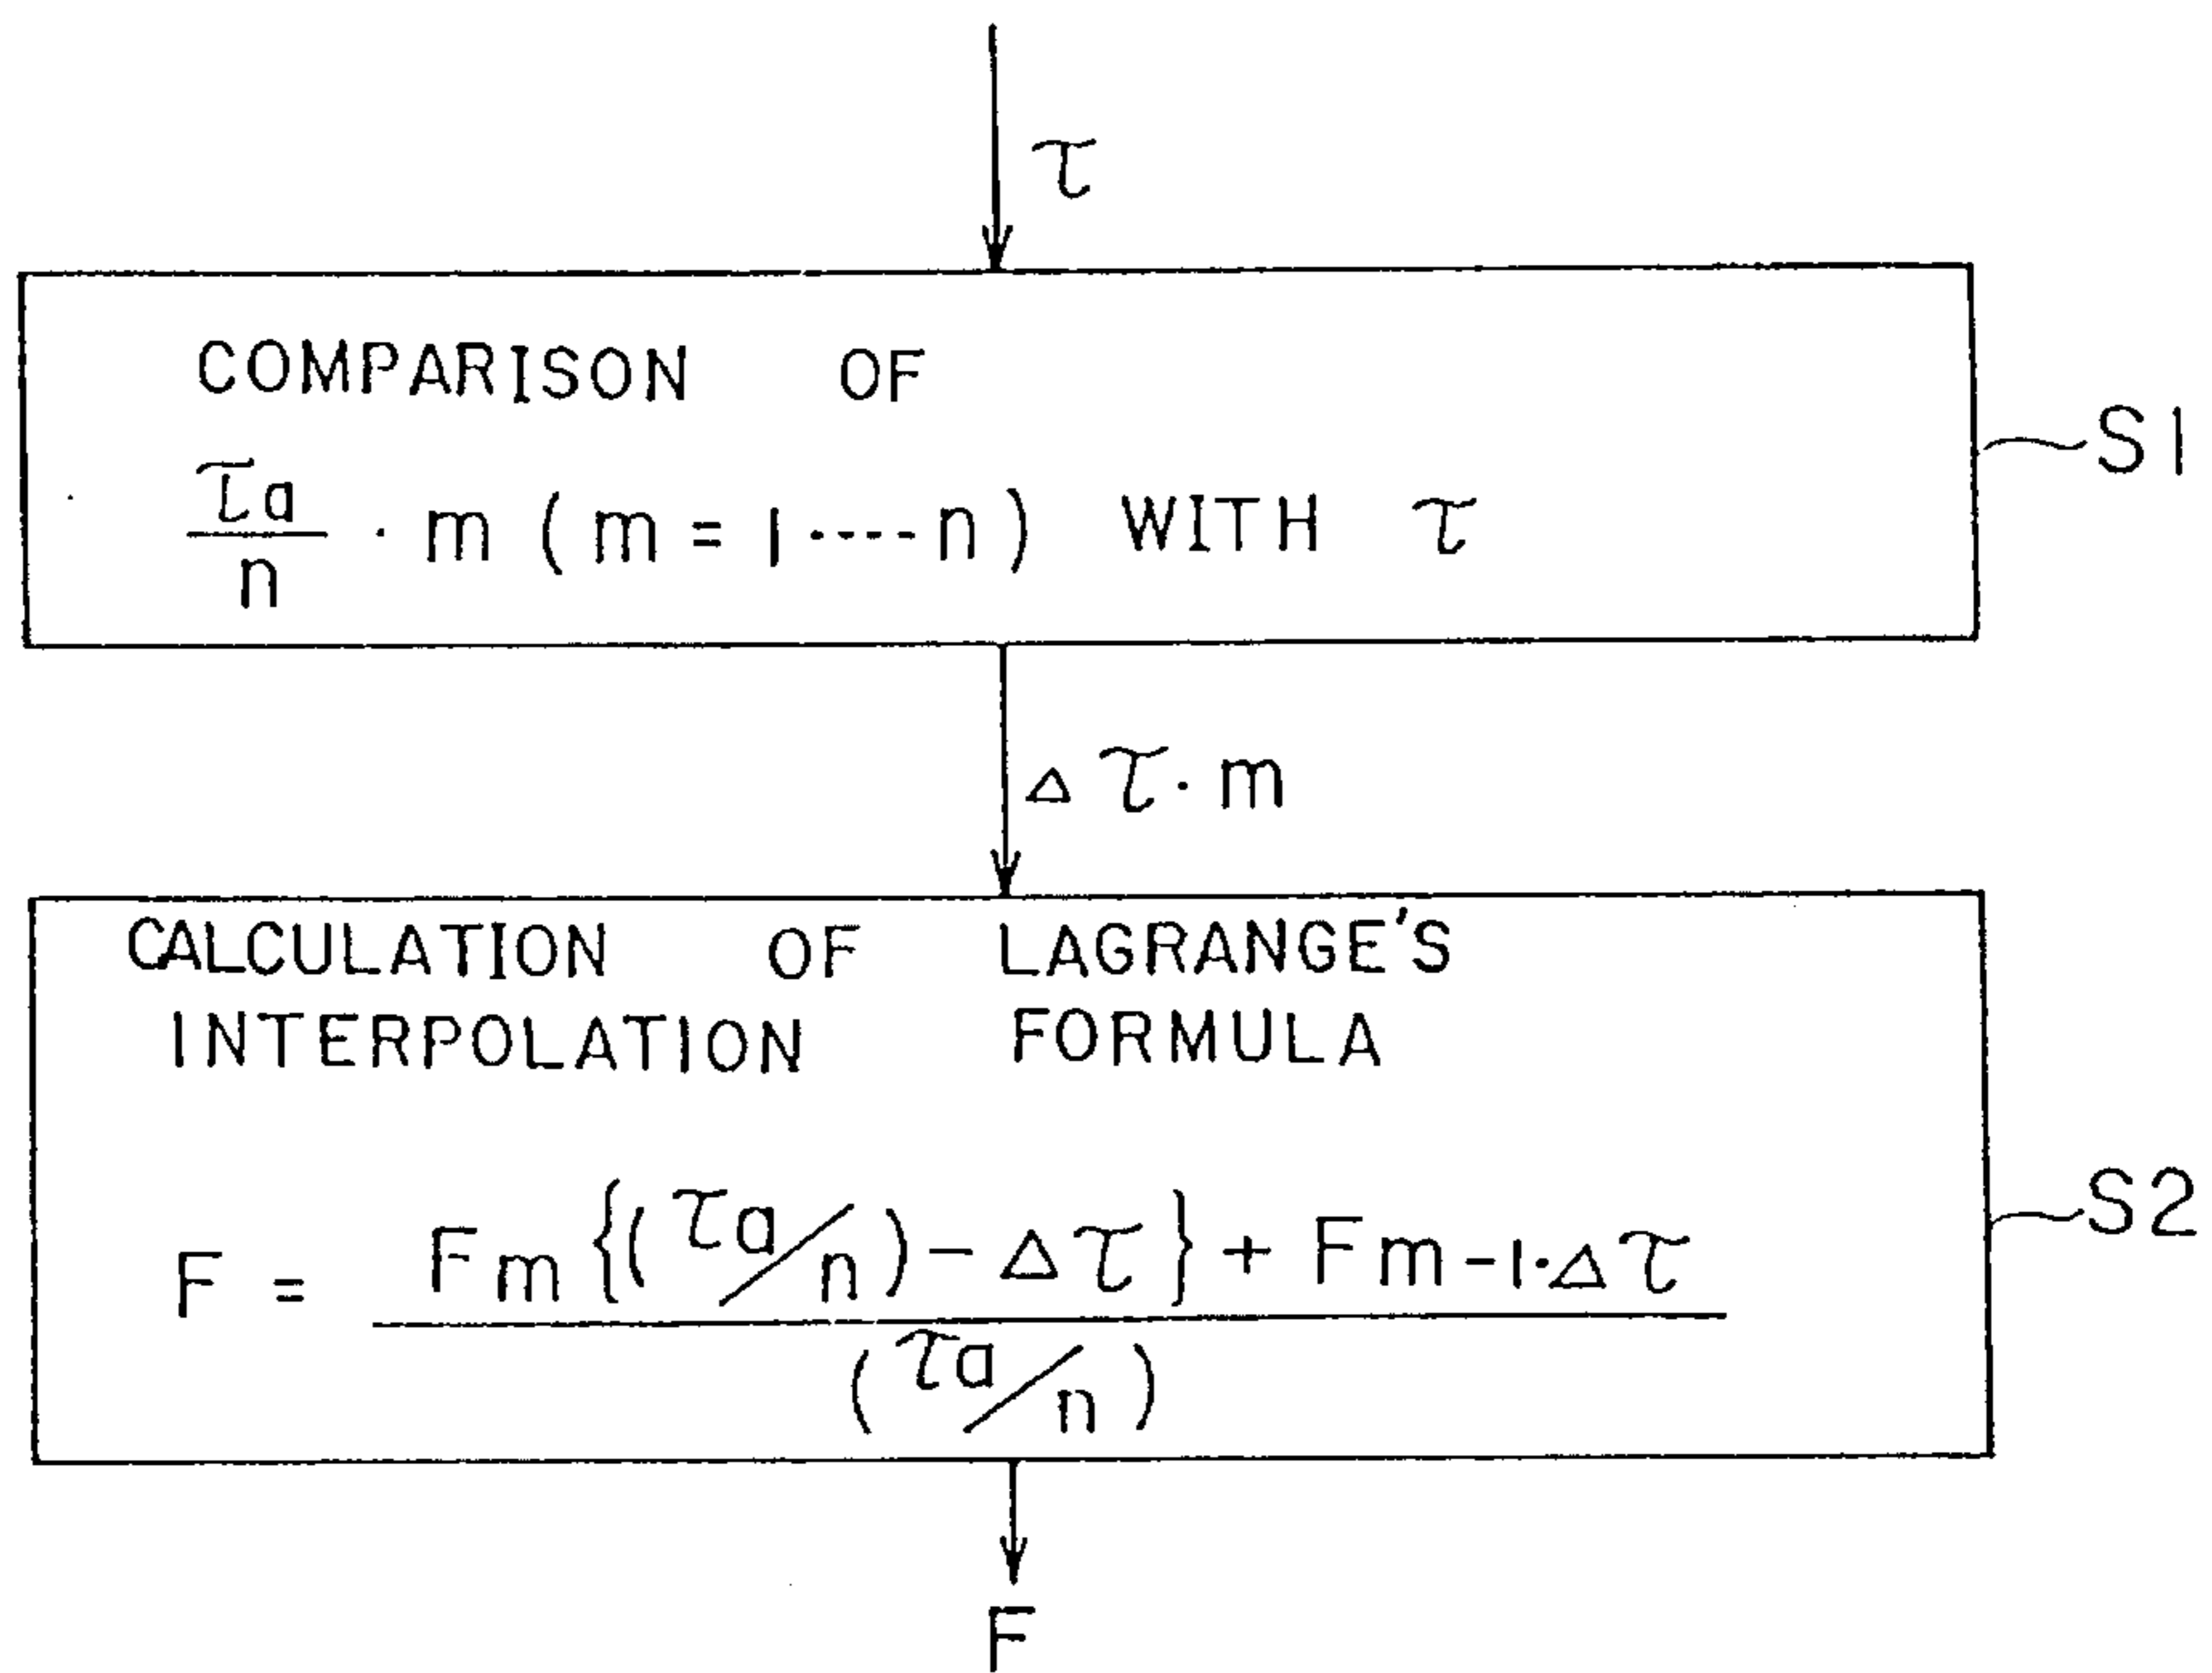 τ
COMPARISON OF
τa/n · m (m = 1 ···· n) WITH τ
S1
Δτ·m
CALCULATION OF LAGRANGE'S
INTERPOLATION FORMULA
F = Fm {(τa/n) - Δτ} + Fm-1·Δτ
(τa/n)
S2
F